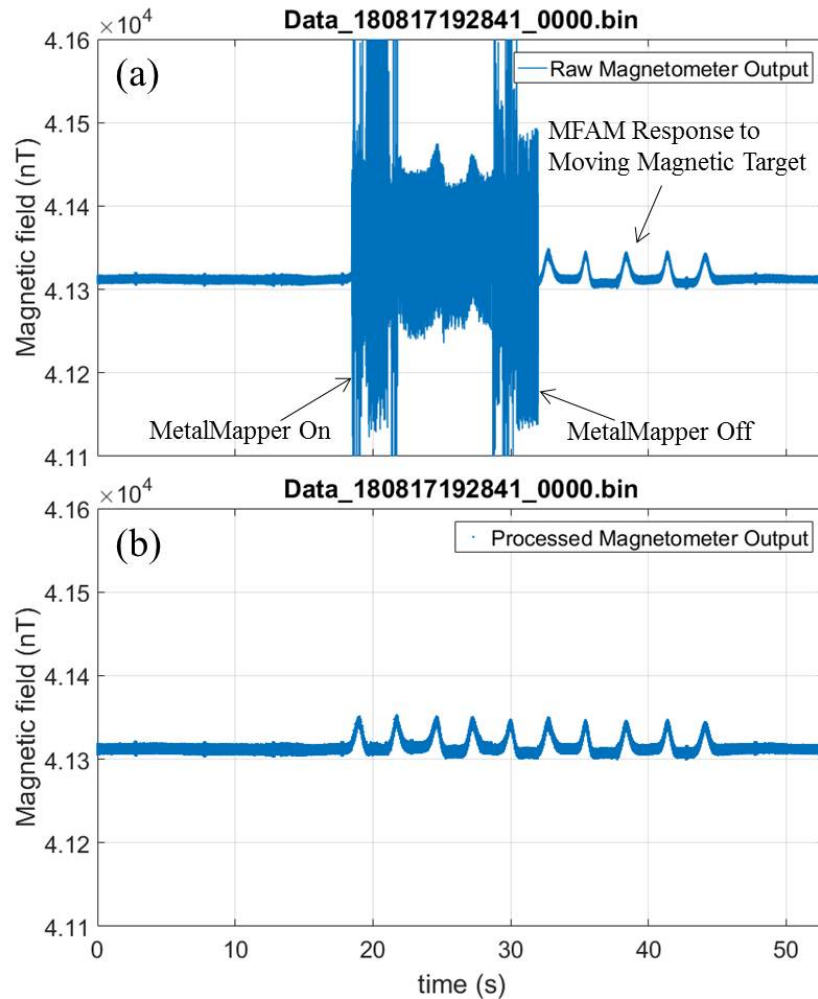 Data_180817192841_0000.bin
×10⁴
4.16
4.15
4.14
4.13
4.12
4.11
Magnetic field (nT)
(a)
Raw Magnetometer Output
MFAM Response to
Moving Magnetic Target
MetalMapper On
MetalMapper Off
Data_180817192841_0000.bin
×10⁴
4.16
4.15
4.14
4.13
4.12
4.11
Magnetic field (nT)
(b)
Processed Magnetometer Output
0 10 20 30 40 50
time (s)